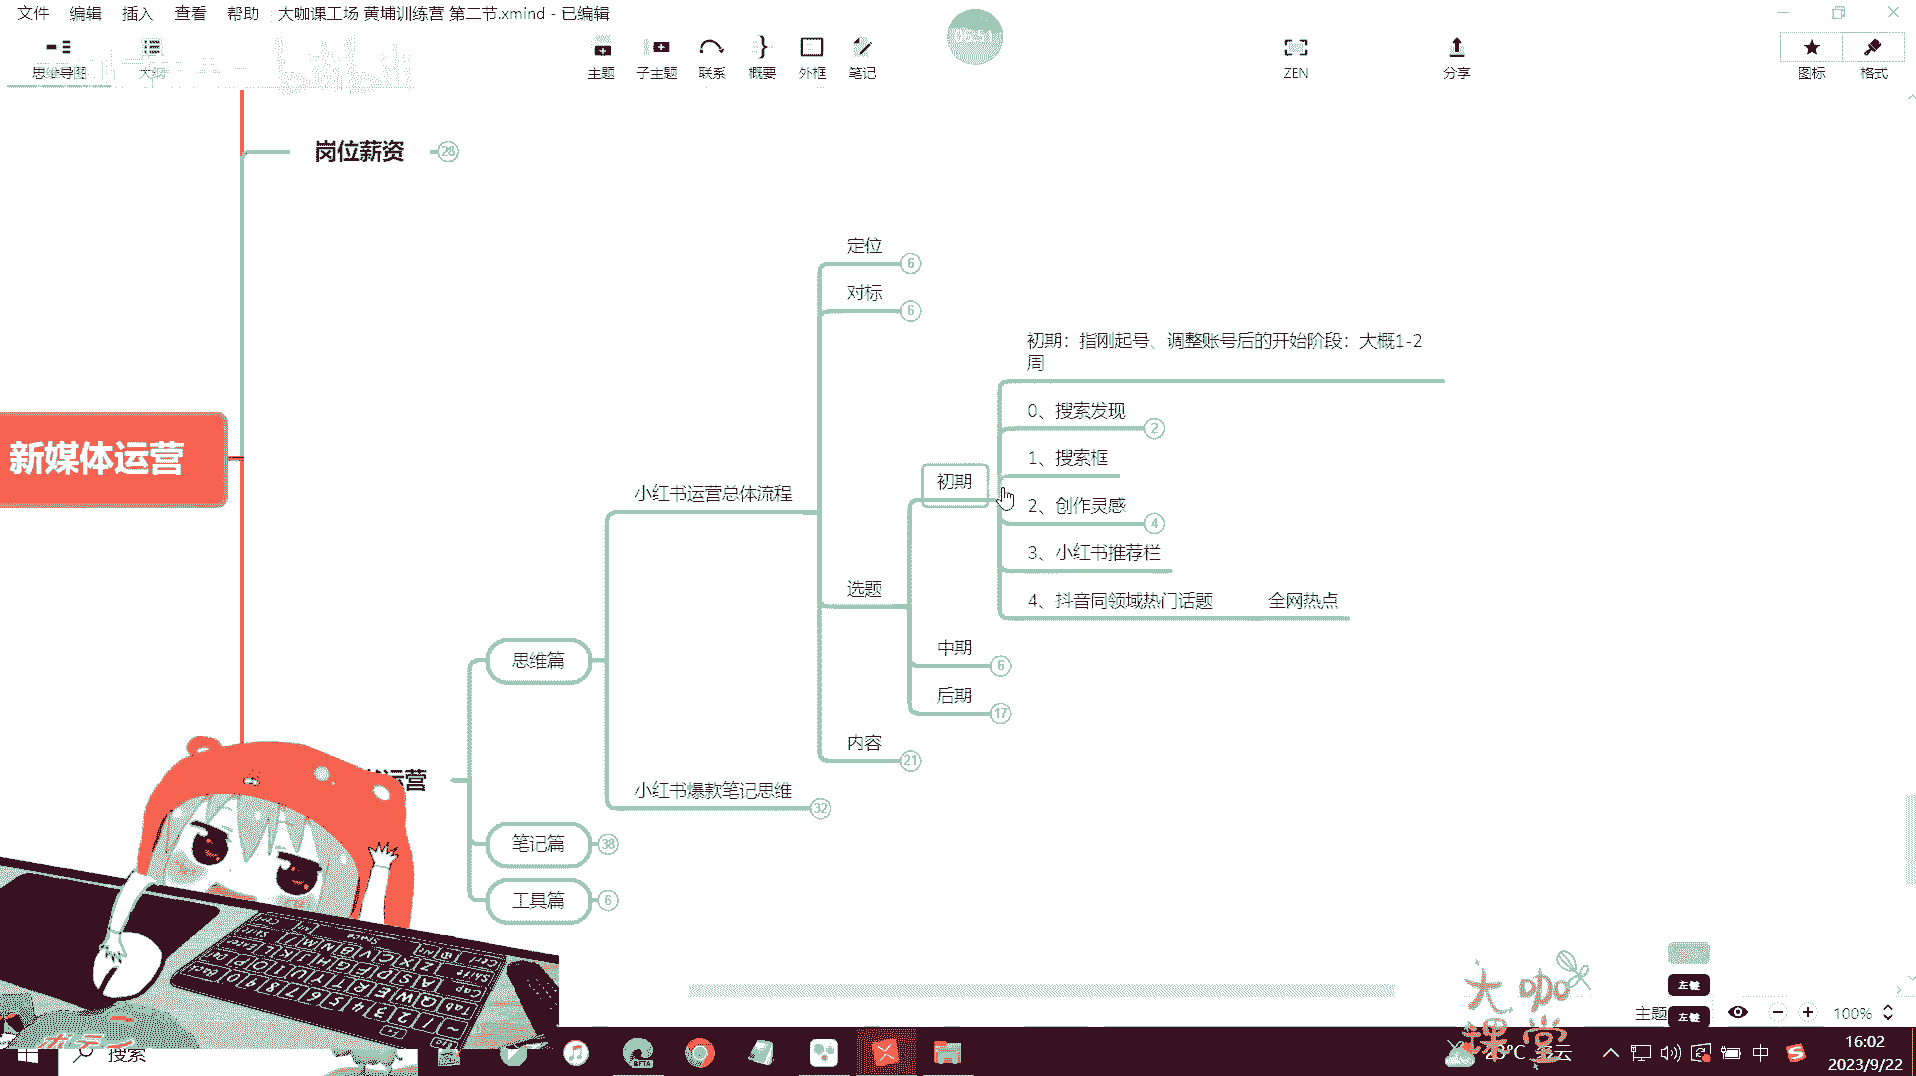 文件 编辑 插入 查看 帮助 大咖课工场 黄埔训练营 第二节.xmind - 已编辑
06:51
思维导图 大纲 主题 子主题 联系 概要 外框 笔记 ZEN 分享 图标 格式
岗位薪资 28
定位 6
对标 6
初期：指刚起号、调整账号后的开始阶段：大概1-2
周
0、搜索发现 2
1、搜索框
新媒体运营
初期
小红书运营总体流程
2、创作灵感 4
3、小红书推荐栏
选题
4、抖音同领域热门话题 全网热点
中期 6
思维篇
后期 17
内容 21
运营
小红书爆款笔记思维 32
笔记篇 38
工具篇 6
大咖
课堂
左键
主题
左键
100%
搜索
中
16:02
2023/9/22